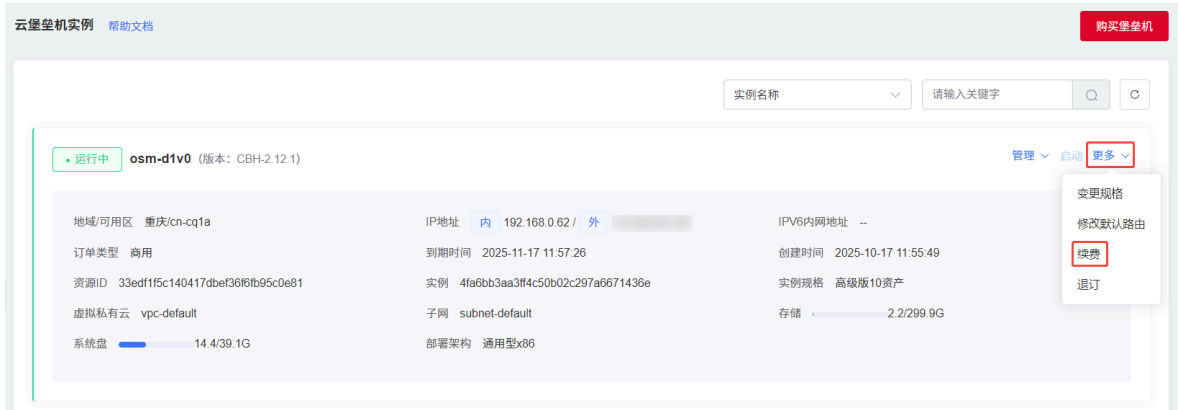 云堡垒机实例 帮助文档 购买堡垒机
实例名称 请输入关键字
运行中 osm-d1v0 (版本：CBH-2.12.1) 管理 启动 更多
变更规格
修改默认路由
续费
退订
地域/可用区 重庆/cn-cq1a IP地址 内 192.168.0.62 / 外 IPV6内网地址 --
订单类型 商用 到期时间 2025-11-17 11:57:26 创建时间 2025-10-17 11:55:49
资源ID 33edf1f5c140417dbef36f6fb95c0e81 实例 4fa6bb3aa3ff4c50b02c297a6671436e 实例规格 高级版10资产
虚拟私有云 vpc-default 子网 subnet-default 存储 2.2/299.9G
系统盘 14.4/39.1G 部署架构 通用型x86